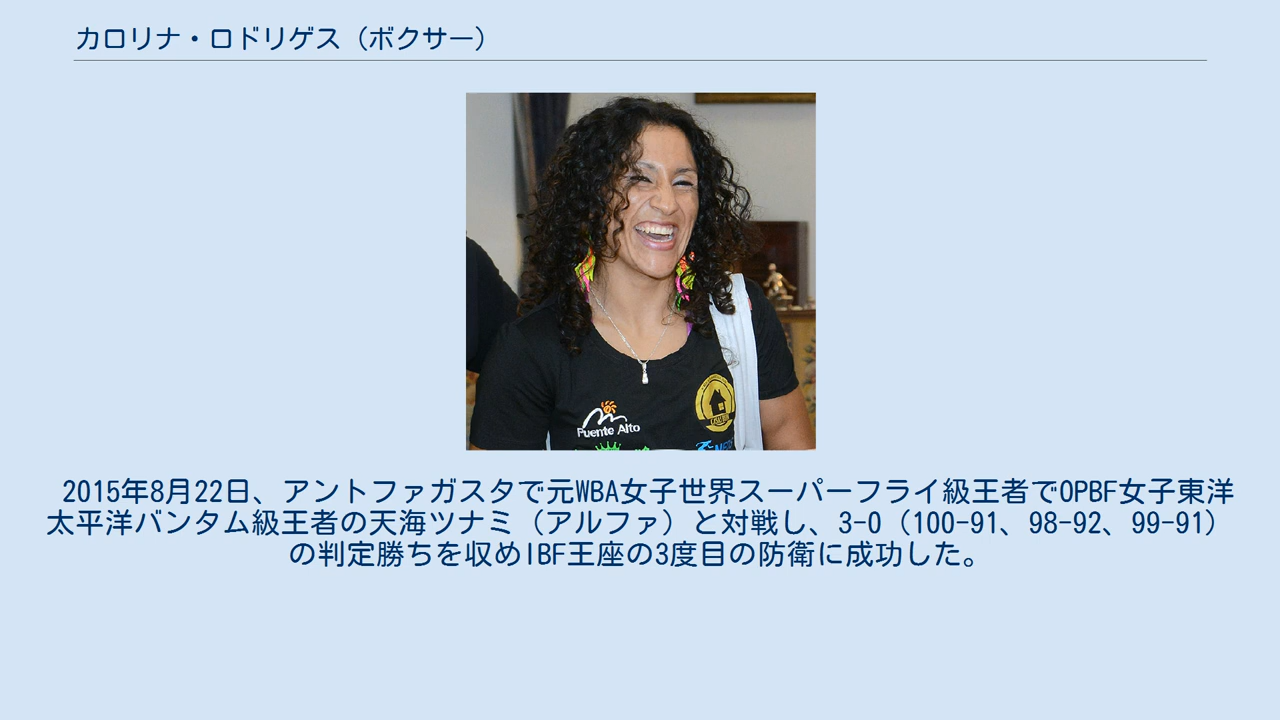 カロリナ・ロドリゲス（ボクサー）
Puente Alto
2015年8月22日、アントファガスタで元WBA女子世界スーパーフライ級王者でOPBF女子東洋
太平洋バンタム級王者の天海ツナミ（アルファ）と対戦し、3-0（100-91、98-92、99-91）
の判定勝ちを収めIBF王座の3度目の防衛に成功した。